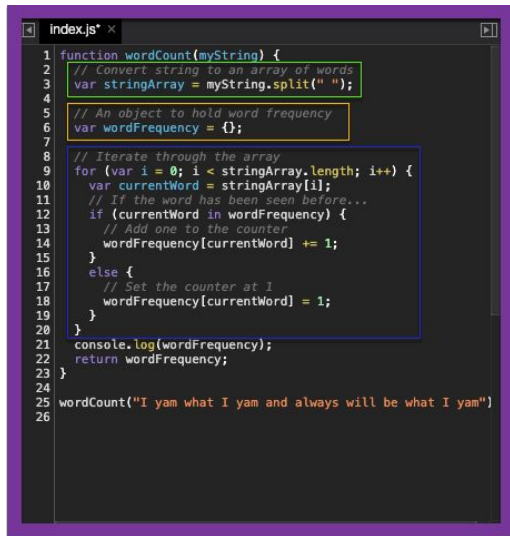 index.js* ×
1 function wordCount(myString) {
2   // Convert string to an array of words
3   var stringArray = myString.split(" ");
4
5   // An object to hold word frequency
6   var wordFrequency = {};
7
8   // Iterate through the array
9   for (var i = 0; i < stringArray.length; i++) {
10     var currentWord = stringArray[i];
11     // If the word has been seen before...
12     if (currentWord in wordFrequency) {
13       // Add one to the counter
14       wordFrequency[currentWord] += 1;
15     }
16     else {
17       // Set the counter at 1
18       wordFrequency[currentWord] = 1;
19     }
20   }
21   console.log(wordFrequency);
22   return wordFrequency;
23 }
24
25 wordCount("I yam what I yam and always will be what I yam")
26